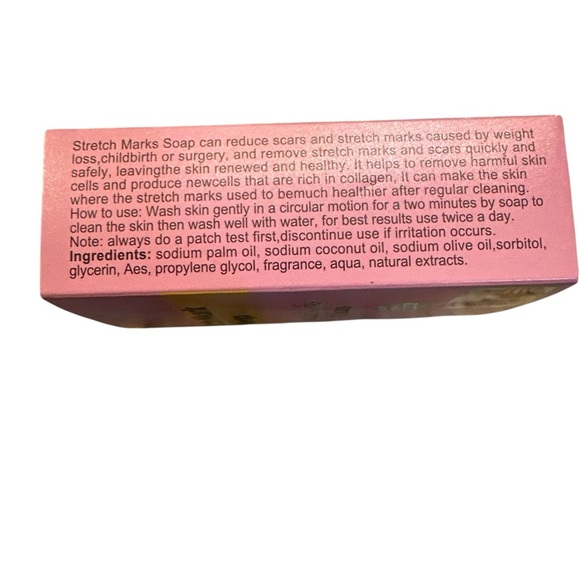 Stretch Marks Soap can reduce scars and stretch marks caused by weight
loss,childbirth or surgery, and remove stretch marks and scars quickly and
safely, leavingthe skin renewed and healthy. It helps to remove harmful skin
cells and produce newcells that are rich in collagen, It can make the skin
where the stretch marks used to bemuch healthier after regular cleaning.
How to use: Wash skin gently in a circular motion for a two minutes by soap to
clean the skin then wash well with water, for best results use twice a day.
Note: always do a patch test first,discontinue use if irritation occurs.
Ingredients: sodium palm oil, sodium coconut oil, sodium olive oil,sorbitol,
glycerin, Aes, propylene glycol, fragrance, aqua, natural extracts.